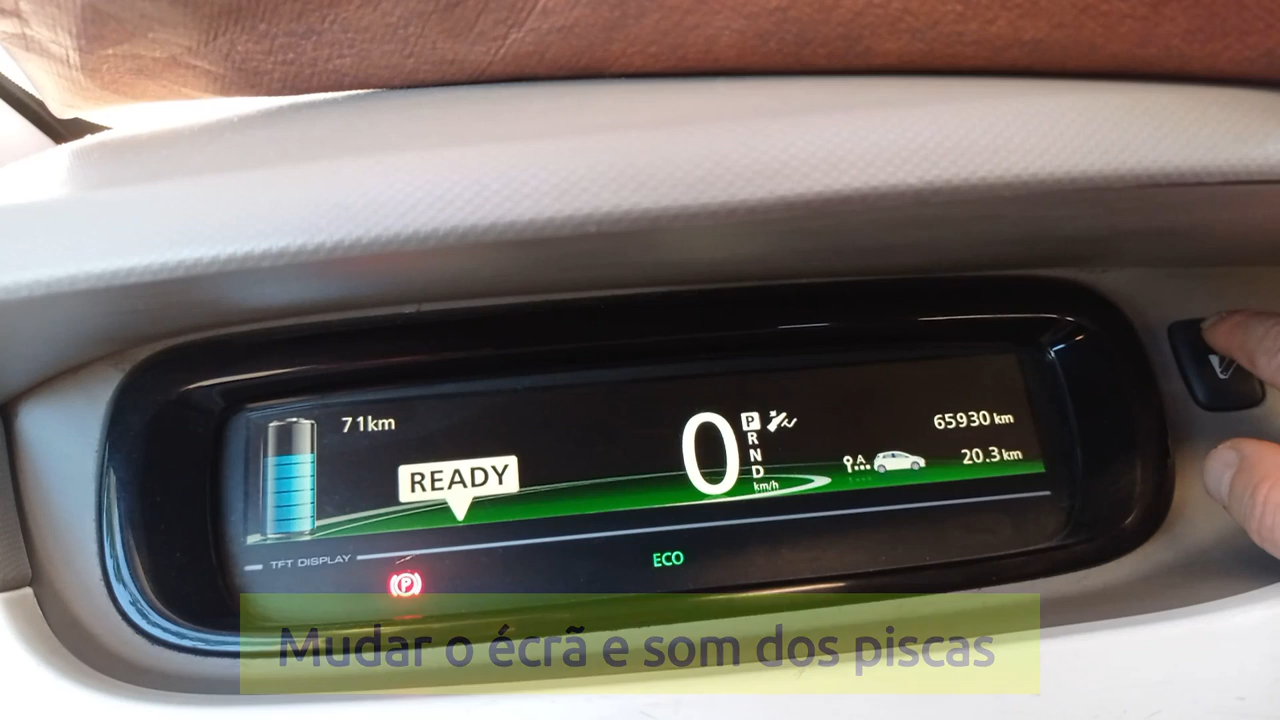 71km
READY
0
P
R
N
D
km/h
65930 km
A
20.3 km
TFT DISPLAY
ECO
P
Mudar o écrã e som dos piscas